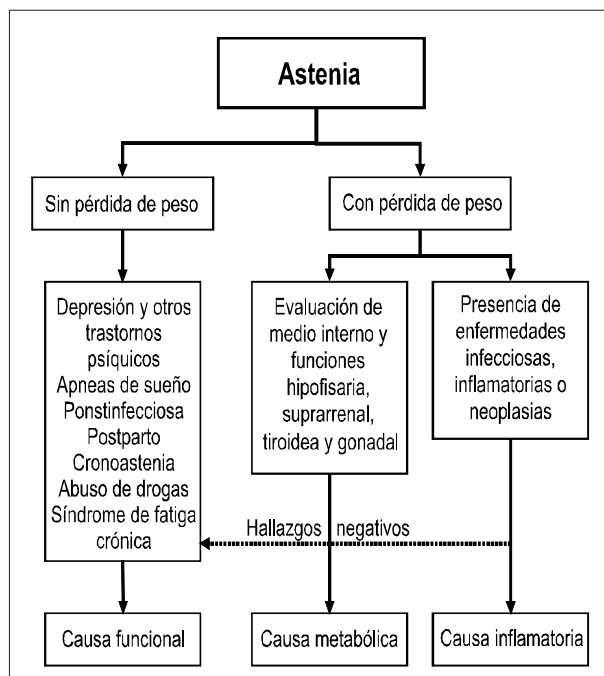 Astenia
Sin pérdida de peso
Con pérdida de peso
Depresión y otros
trastornos
psíquicos
Apneas de sueño
Ponstinfecciosa
Postparto
Cronoastenia
Abuso de drogas
Síndrome de fatiga
crónica
Evaluación de
medio interno y
funciones
hipofisaria,
suprarrenal,
tiroidea y gonadal
Presencia de
enfermedades
infecciosas,
inflamatorias o
neoplasias
Hallazgos negativos
Causa funcional
Causa metabólica
Causa inflamatoria